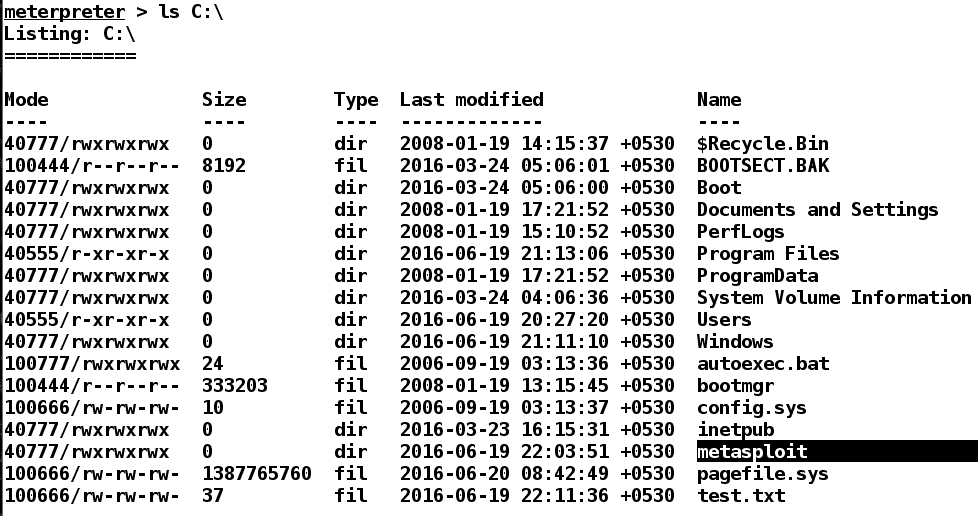 meterpreter > ls C:\
Listing: C:\
============
Mode Size Type Last modified Name
---- ---- ---- ------------- ----
40777/rwxrwxrwx 0 dir 2008-01-19 14:15:37 +0530 $Recycle.Bin
100444/r--r--r-- 8192 fil 2016-03-24 05:06:01 +0530 BOOTSECT.BAK
40777/rwxrwxrwx 0 dir 2016-03-24 05:06:00 +0530 Boot
40777/rwxrwxrwx 0 dir 2008-01-19 17:21:52 +0530 Documents and Settings
40777/rwxrwxrwx 0 dir 2008-01-19 15:10:52 +0530 PerfLogs
40555/r-xr-xr-x 0 dir 2016-06-19 21:13:06 +0530 Program Files
40777/rwxrwxrwx 0 dir 2008-01-19 17:21:52 +0530 ProgramData
40777/rwxrwxrwx 0 dir 2016-03-24 04:06:36 +0530 System Volume Information
40555/r-xr-xr-x 0 dir 2016-06-19 20:27:20 +0530 Users
40777/rwxrwxrwx 0 dir 2016-06-19 21:11:10 +0530 Windows
100777/rwxrwxrwx 24 fil 2006-09-19 03:13:36 +0530 autoexec.bat
100444/r--r--r-- 333203 fil 2008-01-19 13:15:45 +0530 bootmgr
100666/rw-rw-rw- 10 fil 2006-09-19 03:13:37 +0530 config.sys
40777/rwxrwxrwx 0 dir 2016-03-23 16:15:31 +0530 inetpub
40777/rwxrwxrwx 0 dir 2016-06-19 22:03:51 +0530 metasploit
100666/rw-rw-rw- 1387765760 fil 2016-06-20 08:42:49 +0530 pagefile.sys
100666/rw-rw-rw- 37 fil 2016-06-19 22:11:36 +0530 test.txt